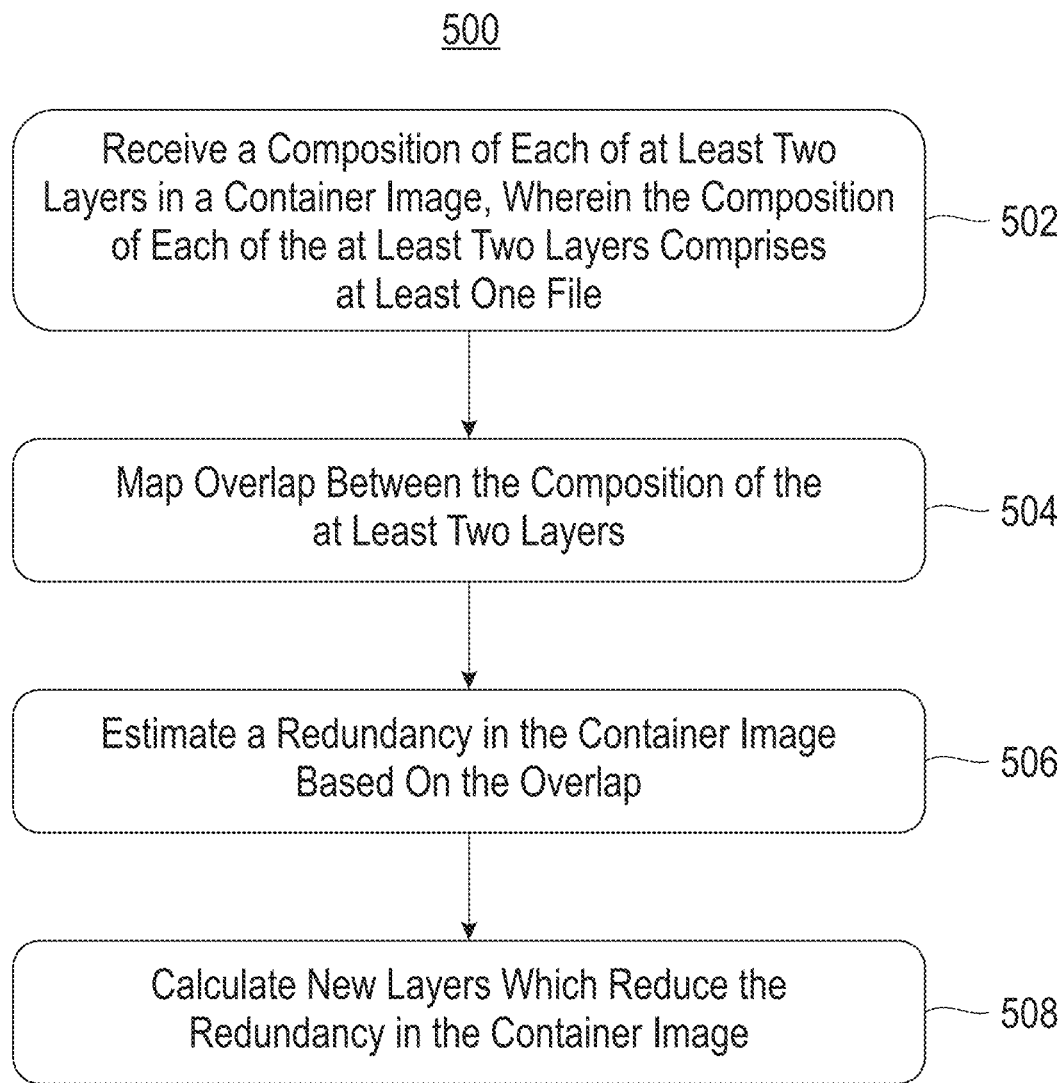 500
Receive a Composition of Each of at Least Two
Layers in a Container Image, Wherein the Composition
of Each of the at Least Two Layers Comprises
at Least One File
502
Map Overlap Between the Composition of the
at Least Two Layers
504
Estimate a Redundancy in the Container Image
Based On the Overlap
506
Calculate New Layers Which Reduce the
Redundancy in the Container Image
508